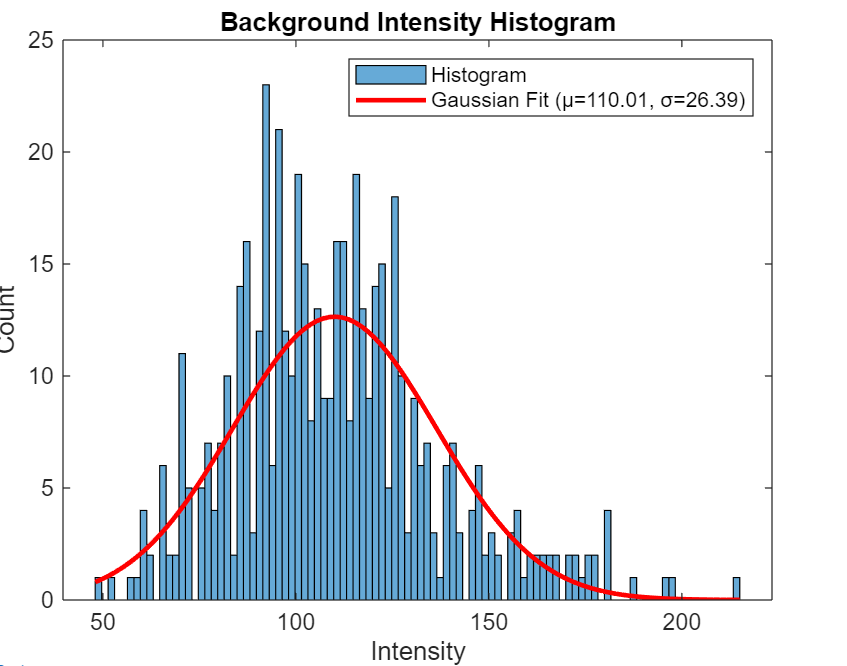 Background Intensity Histogram
25
20
15
10
5
0
Count
Histogram
Gaussian Fit (μ=110.01, σ=26.39)
50
100
150
200
Intensity